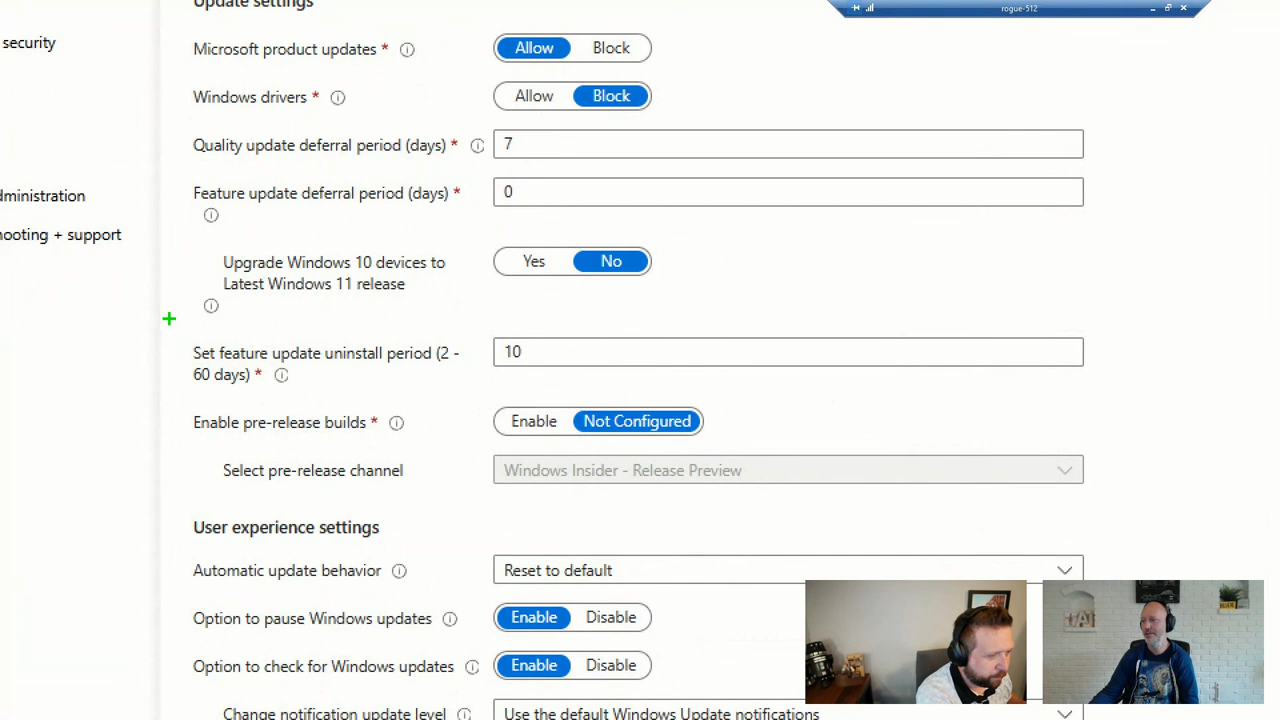 Update settings
rogue-512
security
Microsoft product updates *
Allow Block
Windows drivers *
Allow Block
Quality update deferral period (days) *
7
dministration
Feature update deferral period (days) *
0
hooting + support
Upgrade Windows 10 devices to
Latest Windows 11 release
Yes No
Set feature update uninstall period (2 -
60 days) *
10
Enable pre-release builds *
Enable Not Configured
Select pre-release channel
Windows Insider - Release Preview
User experience settings
Automatic update behavior
Reset to default
Option to pause Windows updates
Enable Disable
Option to check for Windows updates
Enable Disable
Change notification update level
Use the default Windows Update notifications